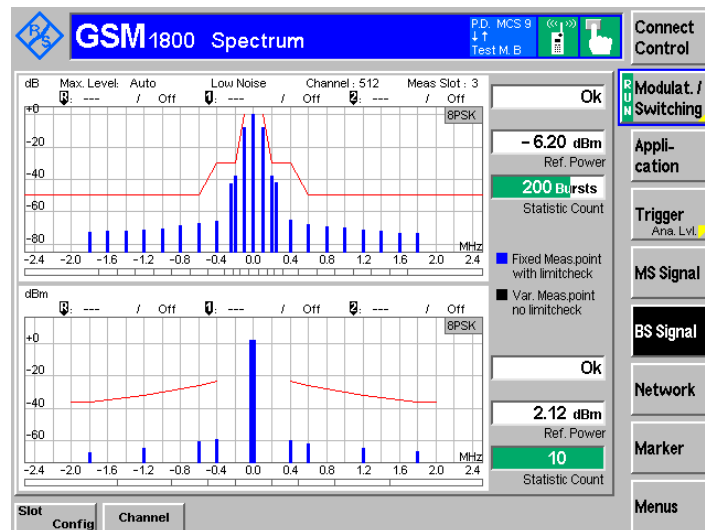 GSM1800 Spectrum
P.D. MCS 9
↓↑
Test M. B
Connect Control
dB Max. Level: Auto Low Noise Channel : 512 Meas Slot : 3
R: --- / Off 1: --- / Off 2: --- / Off
8PSK
+0
-20
-40
-60
-80
MHz
-2.4 -2.0 -1.6 -1.2 -0.8 -0.4 0.0 0.4 0.8 1.2 1.6 2.0 2.4
Ok
-6.20 dBm
Ref. Power
200 Bursts
Statistic Count
Fixed Meas.point
with limitcheck
Var. Meas.point
no limitcheck
dBm
R: --- / Off 1: --- / Off 2: --- / Off
8PSK
+0
-20
-40
-60
MHz
-2.4 -2.0 -1.6 -1.2 -0.8 -0.4 0.0 0.4 0.8 1.2 1.6 2.0 2.4
Ok
2.12 dBm
Ref. Power
10
Statistic Count
RUN
Modulat. /
Switching
Appli-
cation
Trigger
Ana. Lvl.
MS Signal
BS Signal
Network
Marker
Menus
Slot
Config
Channel